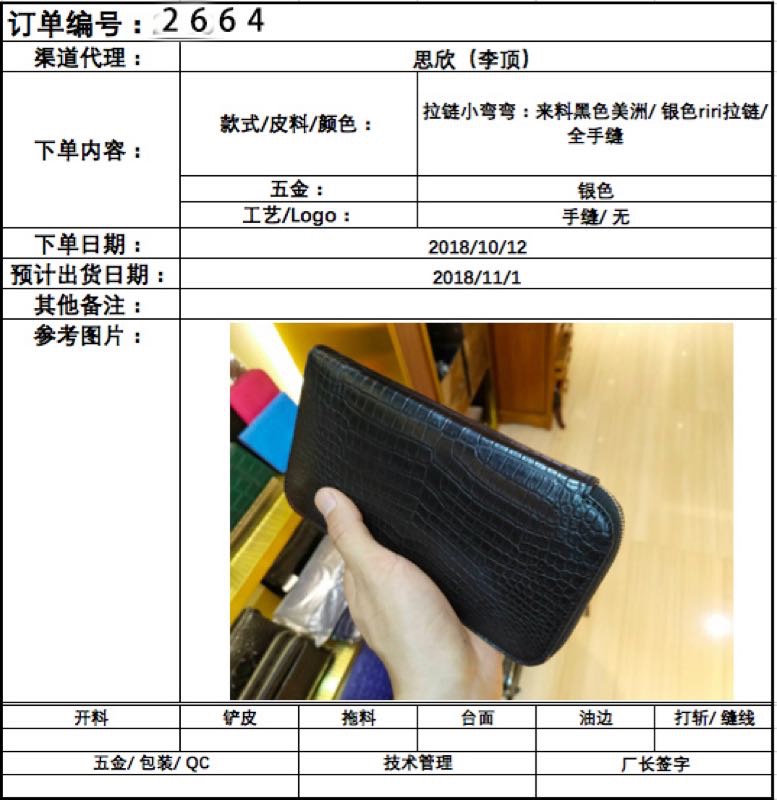 订单编号：2664
渠道代理： 思欣（李顶）
下单内容： 款式/皮料/颜色： 拉链小弯弯：来料黑色美洲/ 银色riri拉链/
全手缝
五金： 银色
工艺/Logo： 手缝/ 无
下单日期： 2018/10/12
预计出货日期： 2018/11/1
其他备注：
参考图片：
开料 铲皮 拖料 台面 油边 打斩/ 缝线
五金/ 包装/ QC 技术管理 厂长签字